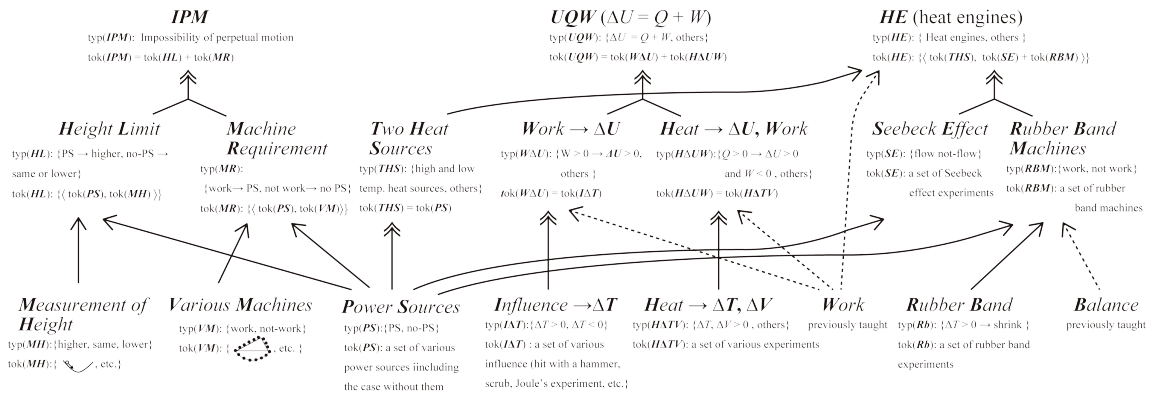 IPM
typ(IPM): Impossibility of perpetual motion
tok(IPM) = tok(HL) + tok(MR)
UQW (ΔU = Q + W)
typ(UQW): {ΔU = Q + W, others}
tok(UQW) = tok(WΔU) + tok(HΔUW)
HE (heat engines)
typ(HE): { Heat engines, others }
tok(HE): {⟨ tok(THS), tok(SE) + tok(RBM) ⟩}
Height Limit
typ(HL): {PS → higher, no-PS →
same or lower}
tok(HL): {⟨ tok(PS), tok(MH) ⟩}
Machine
Requirement
typ(MR):
{work→ PS, not work→ no PS}
tok(MR): {⟨ tok(PS), tok(VM)⟩}
Two Heat
Sources
typ(THS): {high and low
temp. heat sources, others}
tok(THS) = tok(PS)
Work → ΔU
typ(WΔU): {W > 0 → ΔU > 0,
others }
tok(WΔU) = tok(IΔT)
Heat → ΔU, Work
typ(HΔUW):{Q > 0 → ΔU > 0
and W < 0 , others}
tok(HΔUW) = tok(HΔTV)
Seebeck Effect
typ(SE): {flow not-flow}
tok(SE): a set of Seebeck
effect experiments
Rubber Band
Machines
typ(RBM):{work, not work}
tok(RBM): a set of rubber
band machines
Measurement of
Height
typ(MH):{higher, same, lower}
tok(MH):{ , etc.}
Various Machines
typ(VM): {work, not-work}
tok(VM): { , etc. }
Power Sources
typ(PS):{PS, no-PS}
tok(PS): a set of various
power sources iincluding
the case without them
Influence →ΔT
typ(IΔT):{ΔT > 0, ΔT < 0}
tok(IΔT): a set of various
influence (hit with a hammer,
scrub, Joule's experiment, etc.}
Heat → ΔT, ΔV
typ(HΔTV): {ΔT, ΔV > 0 , others}
tok(HΔTV): a set of various experiments
Work
previously taught
Rubber Band
typ(Rb): {ΔT > 0 → shrink }
tok(Rb): a set of rubber band
experiments
Balance
previously taught